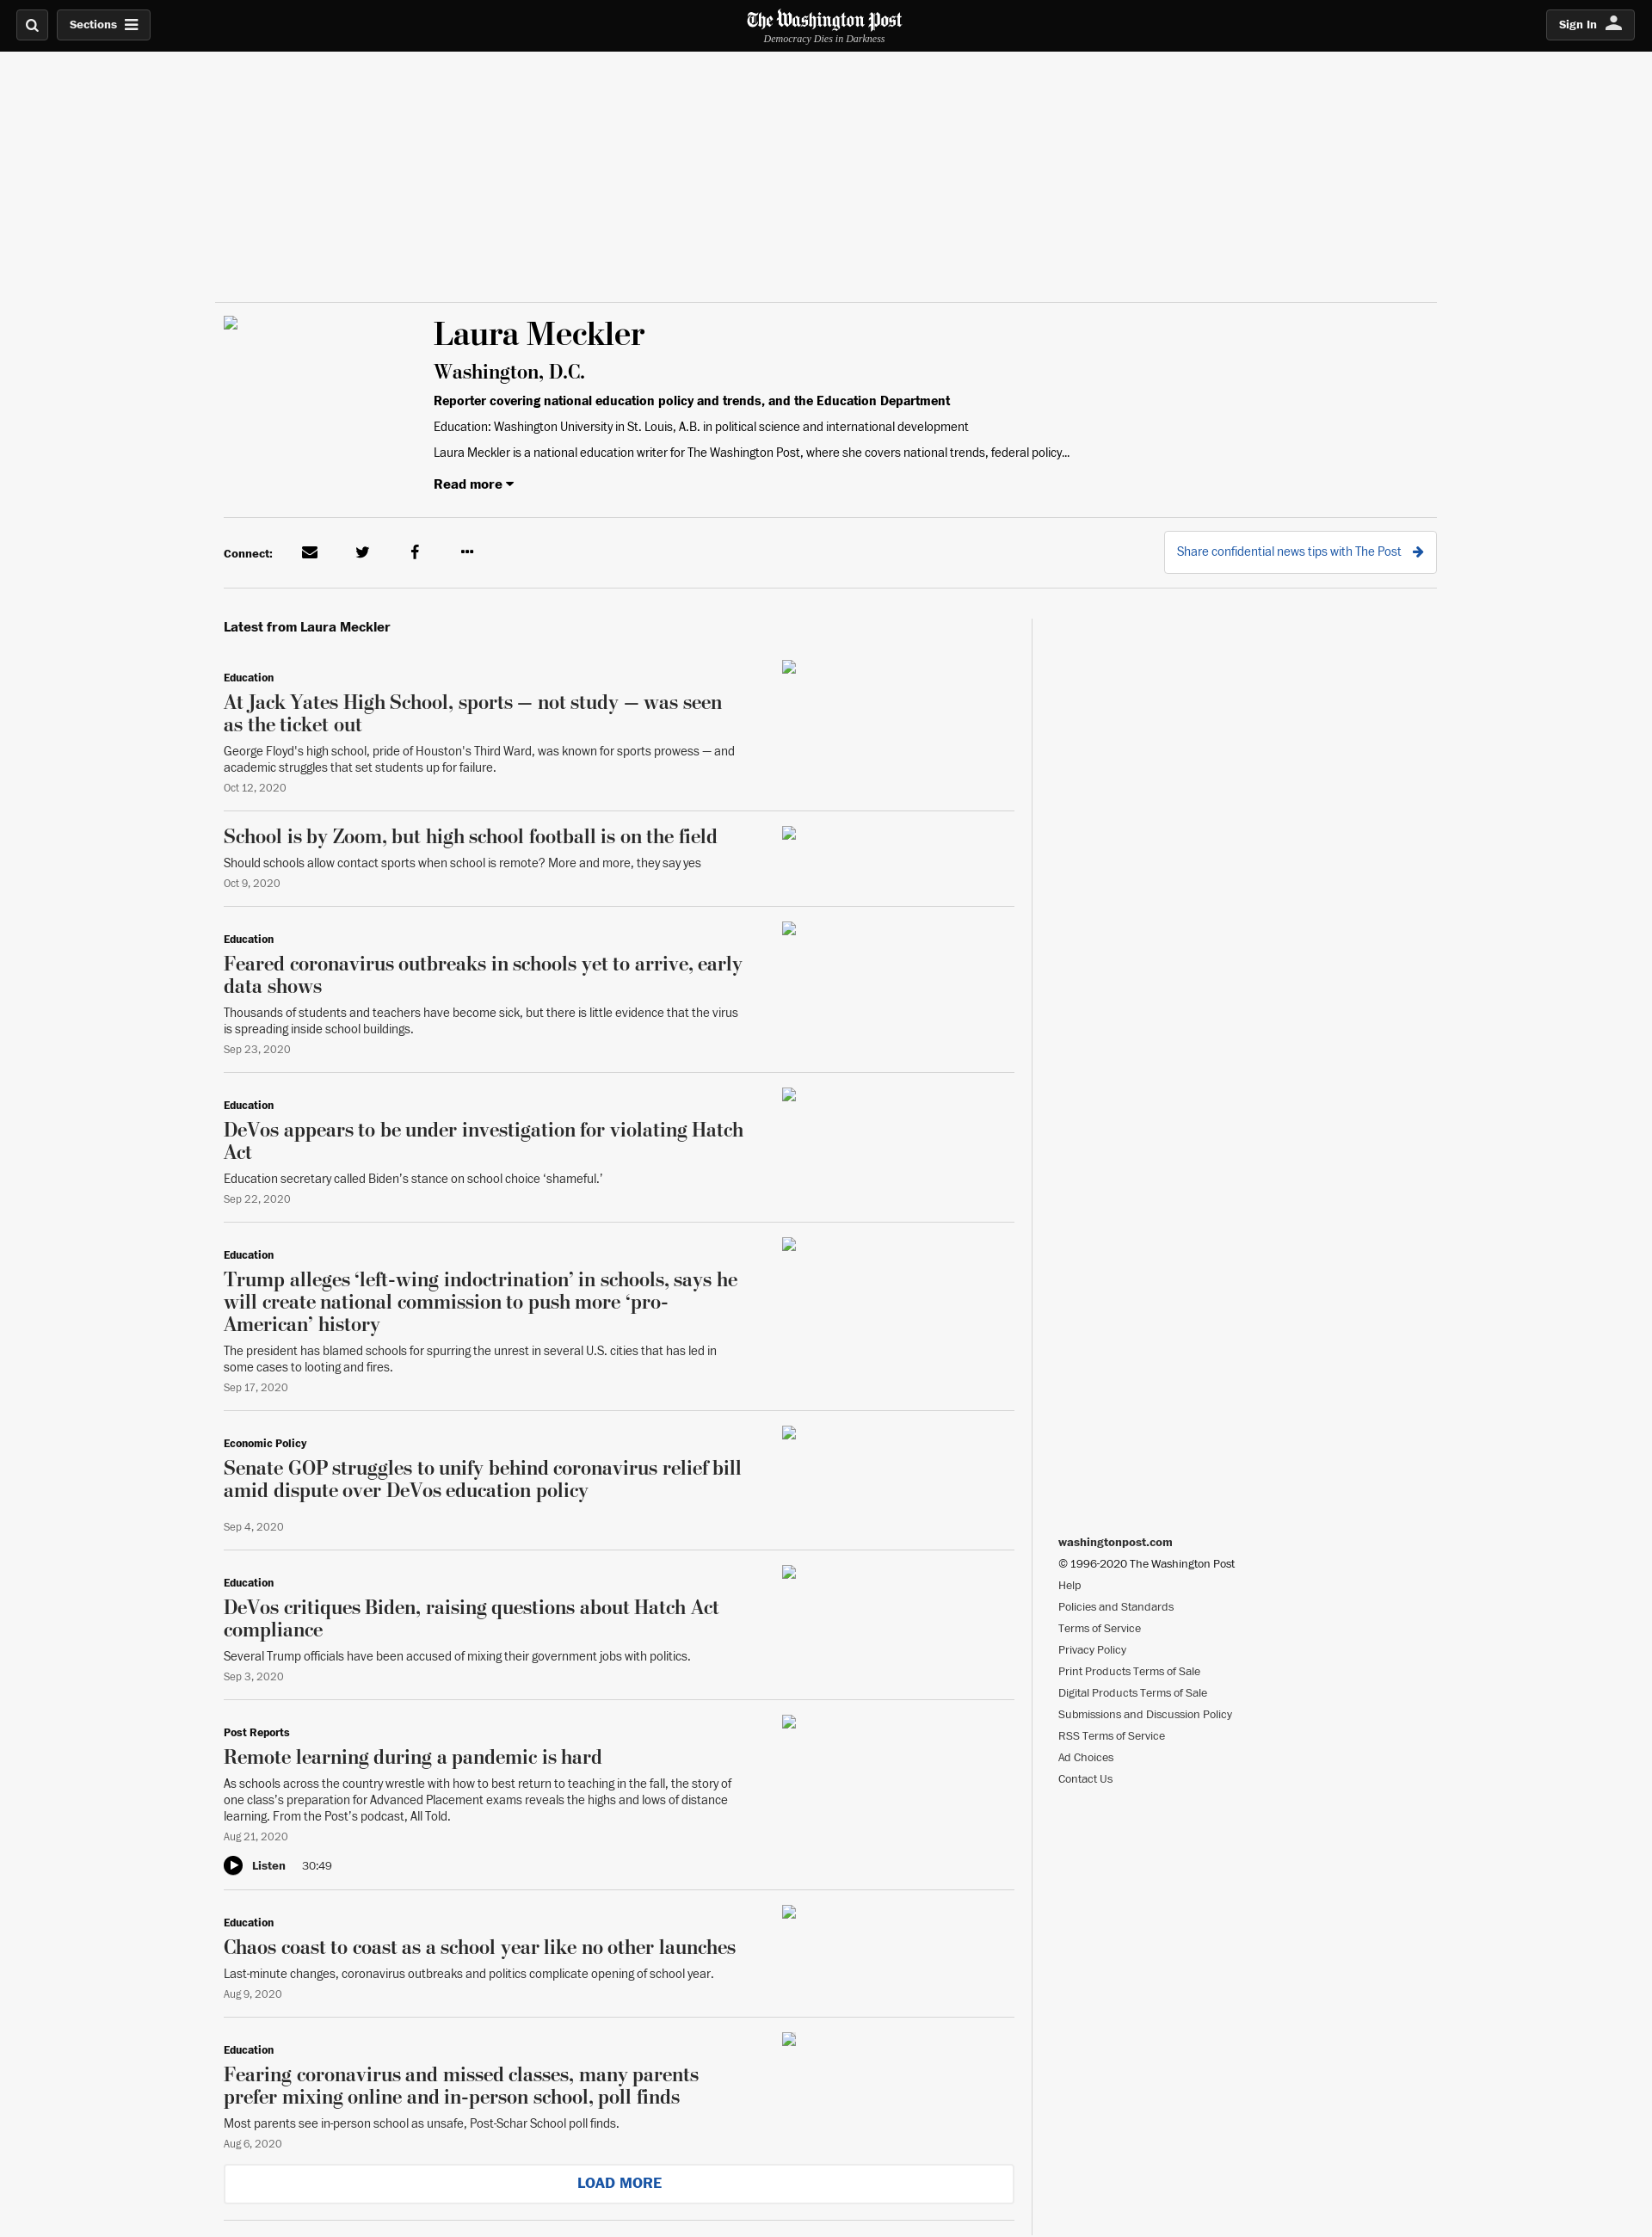 Sections
The Washington Post
Democracy Dies in Darkness
Sign In
Laura Meckler
Washington, D.C.
Reporter covering national education policy and trends, and the Education Department
Education: Washington University in St. Louis, A.B. in political science and international development
Laura Meckler is a national education writer for The Washington Post, where she covers national trends, federal policy...
Read more
Connect:
Share confidential news tips with The Post
Latest from Laura Meckler
Education
At Jack Yates High School, sports — not study — was seen
as the ticket out
George Floyd's high school, pride of Houston's Third Ward, was known for sports prowess — and
academic struggles that set students up for failure.
Oct 12, 2020
School is by Zoom, but high school football is on the field
Should schools allow contact sports when school is remote? More and more, they say yes
Oct 9, 2020
Education
Feared coronavirus outbreaks in schools yet to arrive, early
data shows
Thousands of students and teachers have become sick, but there is little evidence that the virus
is spreading inside school buildings.
Sep 23, 2020
Education
DeVos appears to be under investigation for violating Hatch
Act
Education secretary called Biden’s stance on school choice ‘shameful.’
Sep 22, 2020
Education
Trump alleges ‘left-wing indoctrination’ in schools, says he
will create national commission to push more ‘pro-
American’ history
The president has blamed schools for spurring the unrest in several U.S. cities that has led in
some cases to looting and fires.
Sep 17, 2020
Economic Policy
Senate GOP struggles to unify behind coronavirus relief bill
amid dispute over DeVos education policy
Sep 4, 2020
Education
DeVos critiques Biden, raising questions about Hatch Act
compliance
Several Trump officials have been accused of mixing their government jobs with politics.
Sep 3, 2020
Post Reports
Remote learning during a pandemic is hard
As schools across the country wrestle with how to best return to teaching in the fall, the story of
one class’s preparation for Advanced Placement exams reveals the highs and lows of distance
learning. From the Post’s podcast, All Told.
Aug 21, 2020
Listen 30:49
Education
Chaos coast to coast as a school year like no other launches
Last-minute changes, coronavirus outbreaks and politics complicate opening of school year.
Aug 9, 2020
Education
Fearing coronavirus and missed classes, many parents
prefer mixing online and in-person school, poll finds
Most parents see in-person school as unsafe, Post-Schar School poll finds.
Aug 6, 2020
LOAD MORE
washingtonpost.com
© 1996-2020 The Washington Post
Help
Policies and Standards
Terms of Service
Privacy Policy
Print Products Terms of Sale
Digital Products Terms of Sale
Submissions and Discussion Policy
RSS Terms of Service
Ad Choices
Contact Us